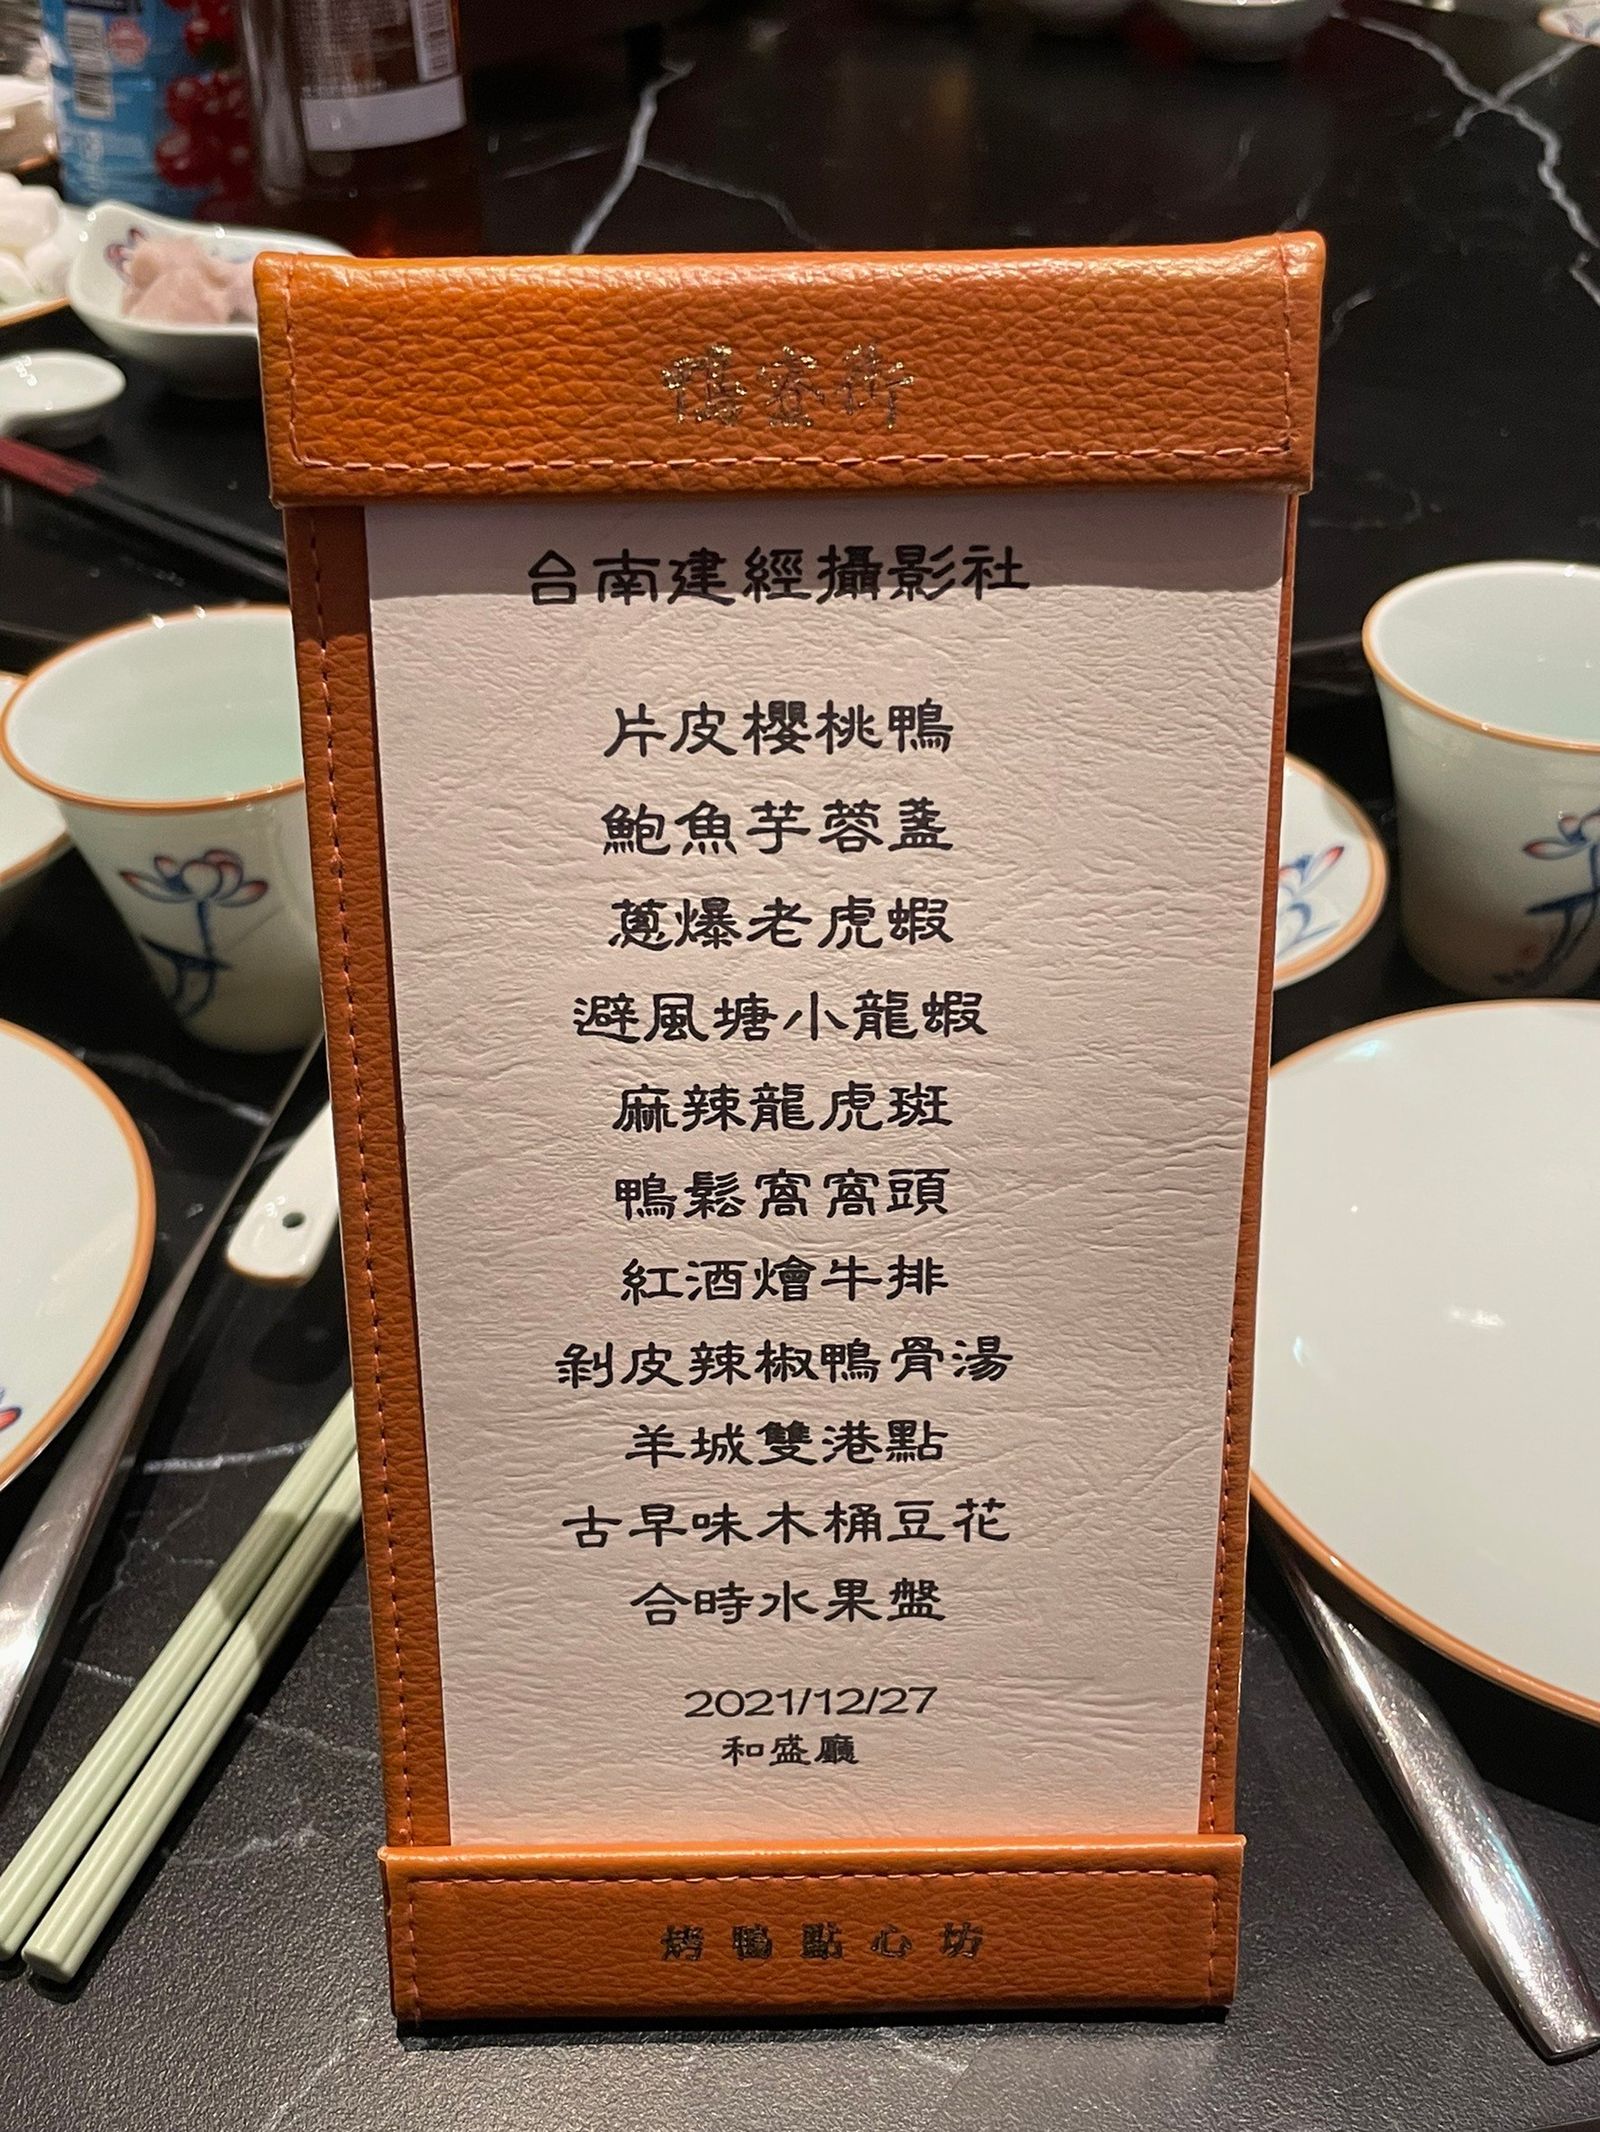 鴨寮街
台南建經攝影社
片皮櫻桃鴨
鮑魚芋蓉盞
蔥爆老虎蝦
避風塘小龍蝦
麻辣龍虎斑
鴨鬆窩窩頭
紅酒燴牛排
剝皮辣椒鴨骨湯
羊城雙港點
古早味木桶豆花
合時水果盤
2021/12/27
和盛廳
烤鴨點心坊